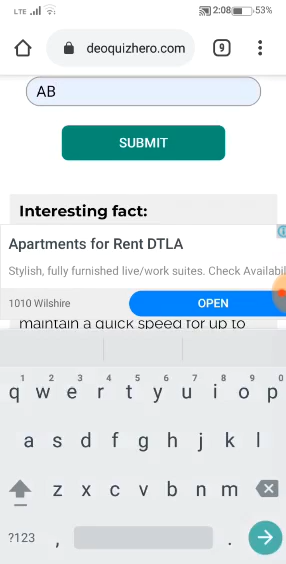 LTE 2:08 53%
deoquizhero.com 9
AB
SUBMIT
Interesting fact:
Apartments for Rent DTLA
Stylish, fully furnished live/work suites. Check Availabil
1010 Wilshire OPEN
maintain a quick speed for up to
1 2 3 4 5 6 7 8 9 0
q w e r t y u i o p
a s d f g h j k l
z x c v b n m
?123 , .